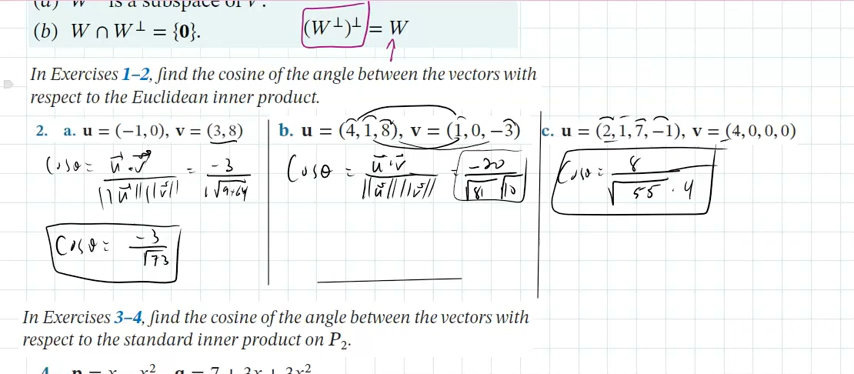 (b) W ∩ W⊥ = {0}.
(W⊥)⊥ = W
In Exercises 1–2, find the cosine of the angle between the vectors with
respect to the Euclidean inner product.
2. a. u = (−1, 0), v = (3, 8)
Cosθ = u⃗·v⃗ / ||u⃗|| ||v⃗|| = −3 / 1√9+64
Cosθ = −3 / √73
b. u = (4, 1, 8), v = (1, 0, −3)
Cosθ = u⃗·v⃗ / ||u⃗|| ||v⃗|| = −20 / √81 √10
c. u = (2, 1, 7, −1), v = (4, 0, 0, 0)
Cosθ = 8 / √55 · 4
In Exercises 3–4, find the cosine of the angle between the vectors with
respect to the standard inner product on P₂.